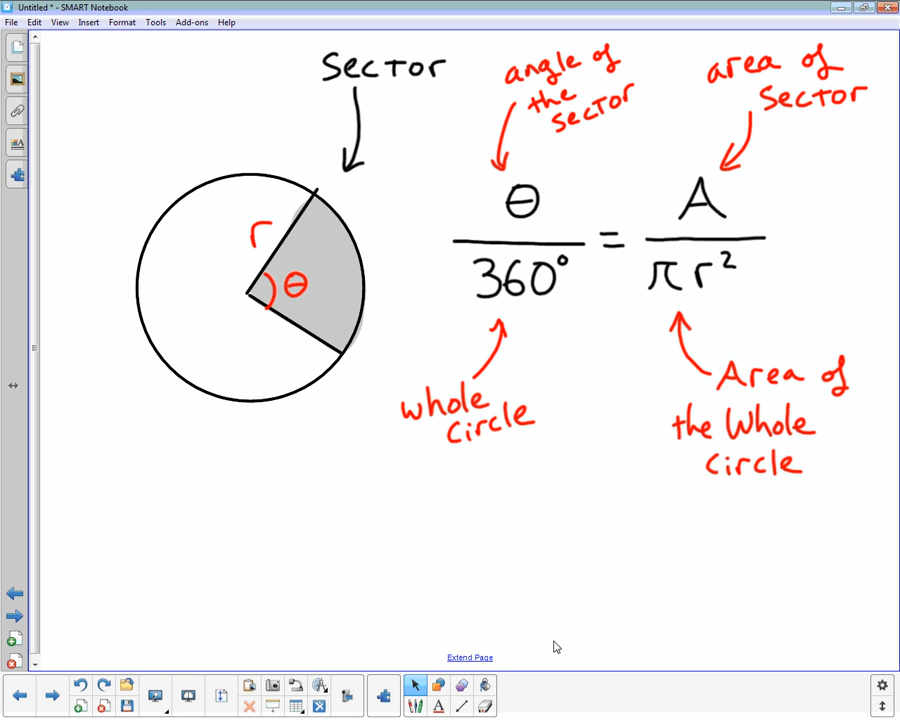 Untitled * - SMART Notebook
File Edit View Insert Format Tools Add-ons Help
Sector
angle of
the
sector
area of
Sector
r
θ
θ
360°
=
A
πr²
whole
circle
Area of
the Whole
circle
Extend Page